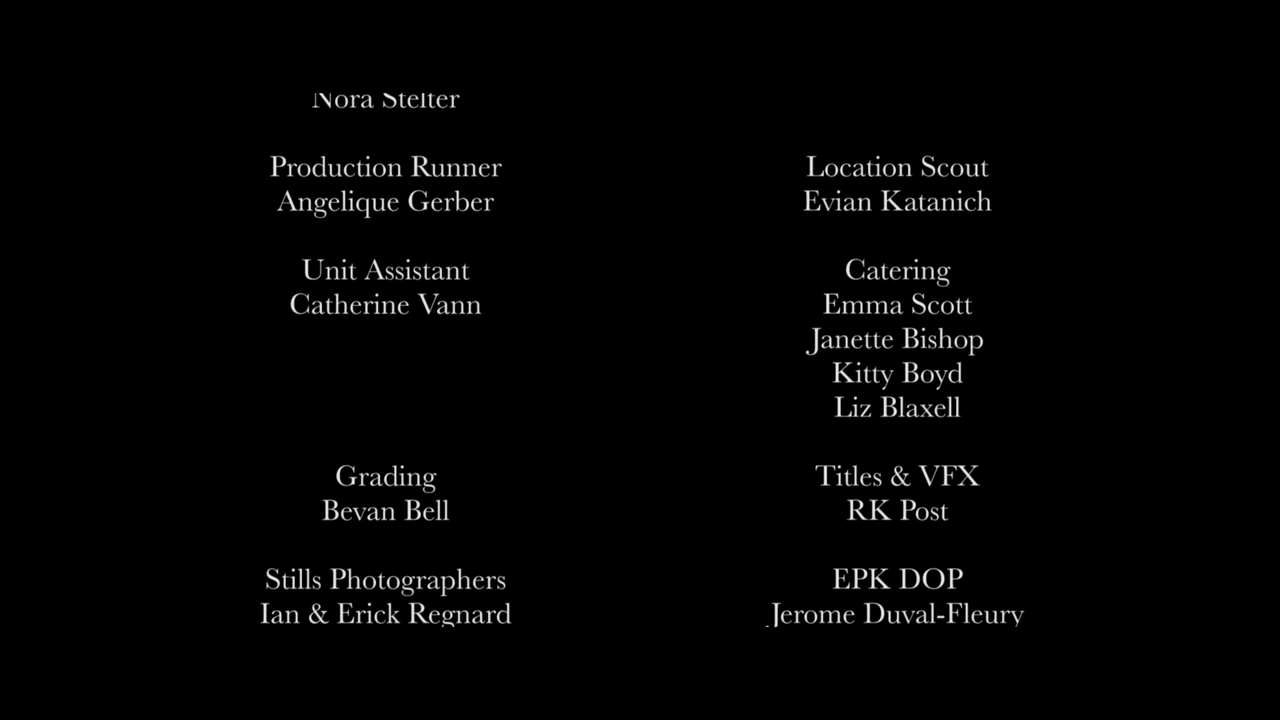 Nora Stelter
Production Runner
Angelique Gerber
Location Scout
Evian Katanich
Unit Assistant
Catherine Vann
Catering
Emma Scott
Janette Bishop
Kitty Boyd
Liz Blaxell
Grading
Bevan Bell
Titles & VFX
RK Post
Stills Photographers
Ian & Erick Regnard
EPK DOP
Jerome Duval-Fleury